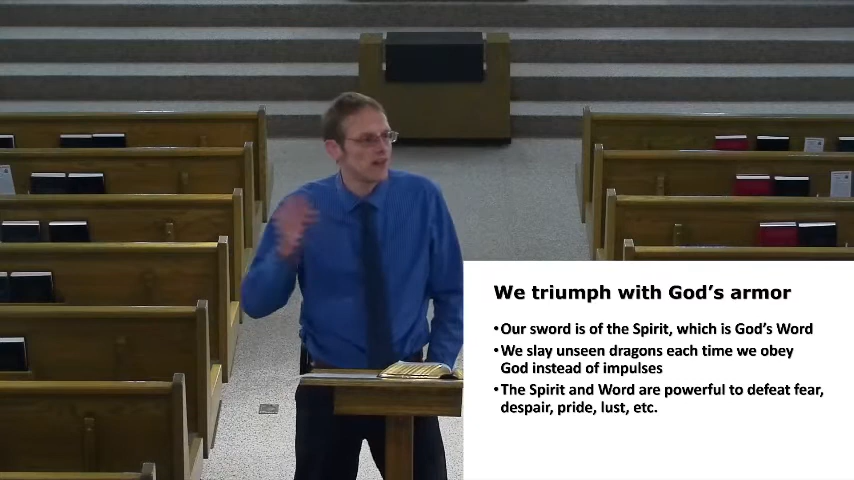 We triumph with God's armor
•Our sword is of the Spirit, which is God's Word
•We slay unseen dragons each time we obey
God instead of impulses
•The Spirit and Word are powerful to defeat fear,
despair, pride, lust, etc.